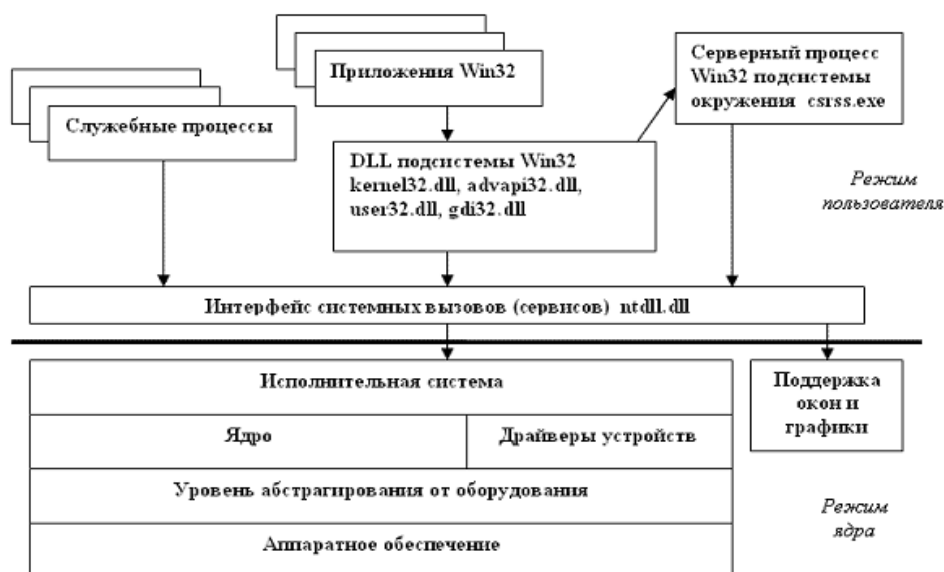 Приложения Win32
Серверный процесс
Win32 подсистемы
окружения csrss.exe
Служебные процессы
DLL подсистемы Win32
kernel32.dll, advapi32.dll,
user32.dll, gdi32.dll
Режим
пользователя
Интерфейс системных вызовов (сервисов) ntdll.dll
Исполнительная система
Поддержка
окон и
графики
Ядро
Драйверы устройств
Уровень абстрагирования от оборудования
Режим
ядра
Аппаратное обеспечение